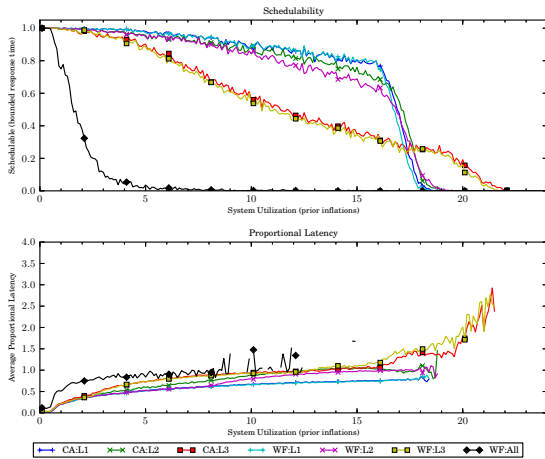 Schedulability
Schedulable (bounded response time)
1.0
0.8
0.6
0.4
0.2
0.0
0 5 10 15 20
System Utilization (prior inflations)
Proportional Latency
Average Proportional Latency
4.0
3.5
3.0
2.5
2.0
1.5
1.0
0.5
0.0
0 5 10 15 20
System Utilization (prior inflations)
CA:L1 CA:L2 CA:L3 WF:L1 WF:L2 WF:L3 WF:All